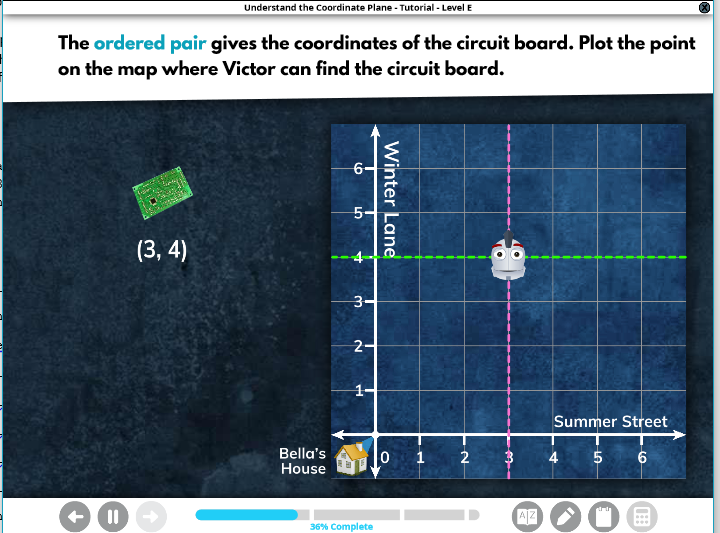 Understand the Coordinate Plane - Tutorial - Level E
The ordered pair gives the coordinates of the circuit board. Plot the point
on the map where Victor can find the circuit board.
(3, 4)
Winter Lane
6
5
4
3
2
1
Summer Street
Bella's
House
0 1 2 3 4 5 6
A Z
36% Complete